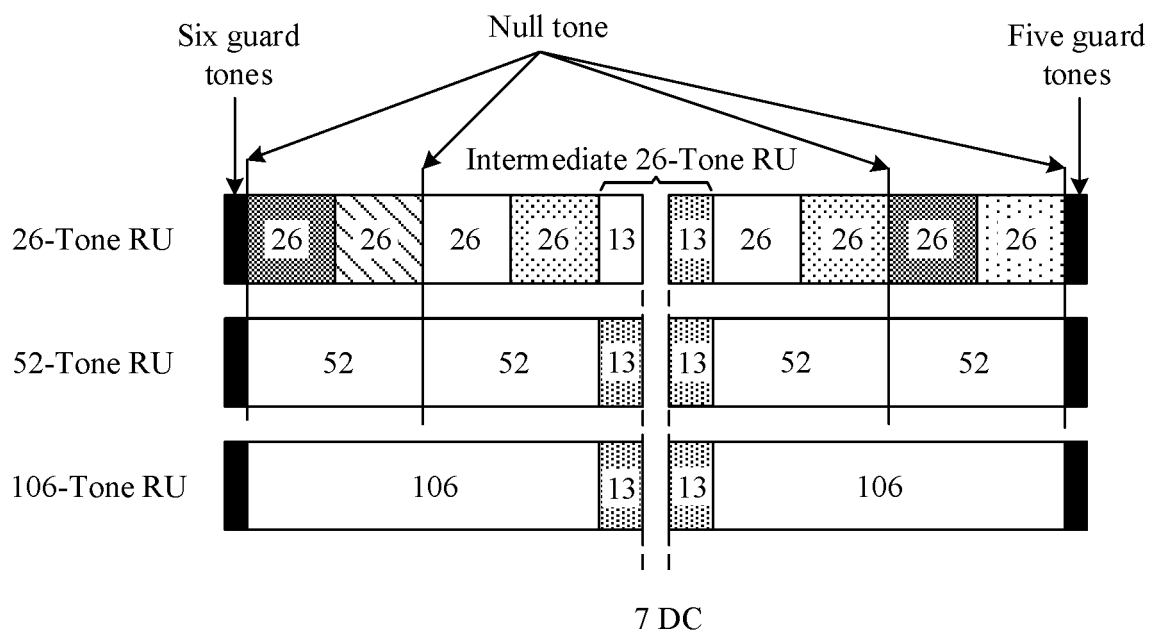 Six guard
tones
Null tone
Five guard
tones
Intermediate 26-Tone RU
26-Tone RU 26 26 26 26 13 13 26 26 26 26
52-Tone RU 52 52 13 13 52 52
106-Tone RU 106 13 13 106
7 DC